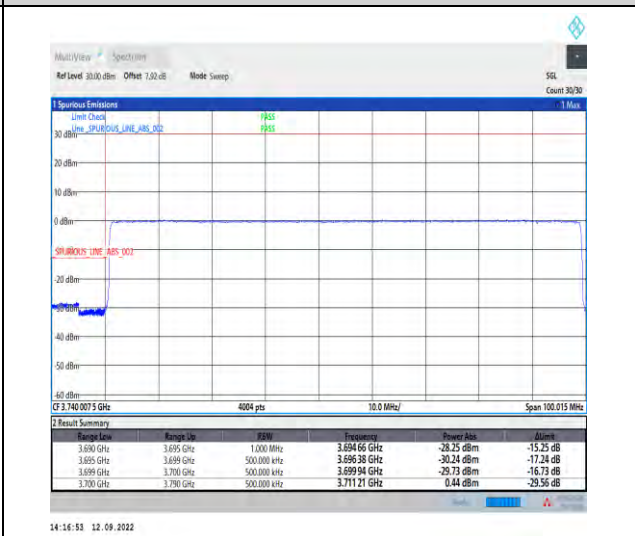 MultiView Spectrum
Ref Level 30.00 dBm Offset 7.92 dB Mode Sweep SGL
Count 30/30
1 Spurious Emissions 1 Max
Limit Check PASS
Line _SPURIOUS_LINE_ABS_002 PASS
30 dBm
20 dBm
10 dBm
0 dBm
_SPURIOUS_LINE_ABS_002
-20 dBm
-30 dBm
-40 dBm
-50 dBm
-60 dBm
CF 3.740 007 5 GHz 4004 pts 10.0 MHz/ Span 100.015 MHz
2 Result Summary
Range Low Range Up RBW Frequency Power Abs ΔLimit
3.690 GHz 3.695 GHz 1.000 MHz 3.694 66 GHz -28.25 dBm -15.25 dB
3.695 GHz 3.699 GHz 500.000 kHz 3.696 38 GHz -30.24 dBm -17.24 dB
3.699 GHz 3.700 GHz 500.000 kHz 3.699 94 GHz -29.73 dBm -16.73 dB
3.700 GHz 3.790 GHz 500.000 kHz 3.711 21 GHz 0.44 dBm -29.56 dB
14:16:53 12.09.2022